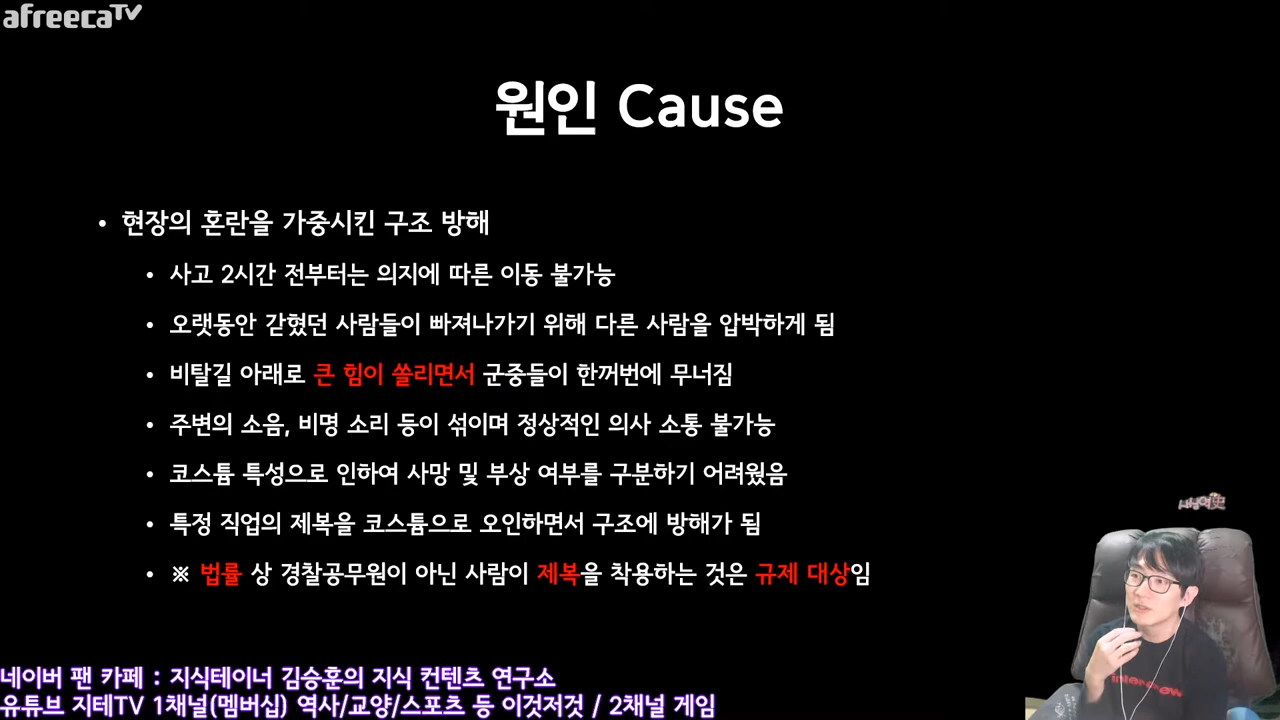 afreecaTV
원인 Cause
• 현장의 혼란을 가중시킨 구조 방해
• 사고 2시간 전부터는 의지에 따른 이동 불가능
• 오랫동안 갇혔던 사람들이 빠져나가기 위해 다른 사람을 압박하게 됨
• 비탈길 아래로 큰 힘이 쏠리면서 군중들이 한꺼번에 무너짐
• 주변의 소음, 비명 소리 등이 섞이며 정상적인 의사 소통 불가능
• 코스튬 특성으로 인하여 사망 및 부상 여부를 구분하기 어려웠음
• 특정 직업의 제복을 코스튬으로 오인하면서 구조에 방해가 됨
• ※ 법률 상 경찰공무원이 아닌 사람이 제복을 착용하는 것은 규제 대상임
네이버 팬 카페 : 지식테이너 김승훈의 지식 컨텐츠 연구소
유튜브 지테TV 1채널(멤버십) 역사/교양/스포츠 등 이것저것 / 2채널 게임